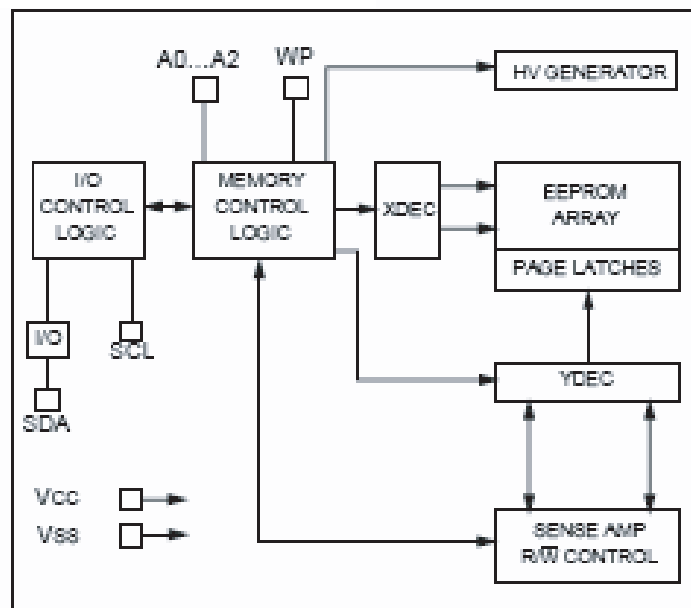 A0...A2
WP
HV GENERATOR
I/O
CONTROL
LOGIC
MEMORY
CONTROL
LOGIC
XDEC
EEPROM
ARRAY
PAGE LATCHES
I/O
SCL
SDA
YDEC
VCC
VSS
SENSE AMP
R/W̅ CONTROL